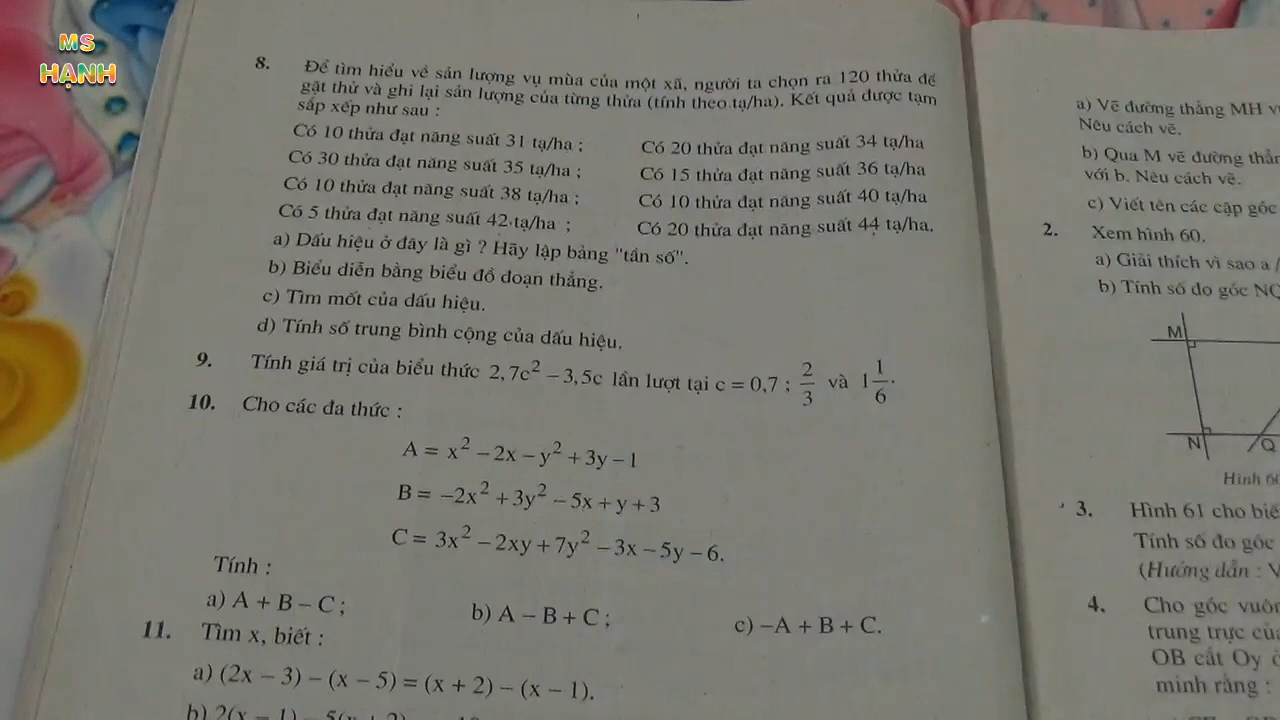 MS
HẠNH
8. Để tìm hiểu về sản lượng vụ mùa của một xã, người ta chọn ra 120 thửa để
gặt thử và ghi lại sản lượng của từng thửa (tính theo tạ/ha). Kết quả được tạm
sắp xếp như sau :
Có 10 thửa đạt năng suất 31 tạ/ha ; Có 20 thửa đạt năng suất 34 tạ/ha
Có 30 thửa đạt năng suất 35 tạ/ha ; Có 15 thửa đạt năng suất 36 tạ/ha
Có 10 thửa đạt năng suất 38 tạ/ha ; Có 10 thửa đạt năng suất 40 tạ/ha
Có 5 thửa đạt năng suất 42 tạ/ha ; Có 20 thửa đạt năng suất 44 tạ/ha.
a) Dấu hiệu ở đây là gì ? Hãy lập bảng "tần số".
b) Biểu diễn bằng biểu đồ đoạn thẳng.
c) Tìm mốt của dấu hiệu.
d) Tính số trung bình cộng của dấu hiệu.
9. Tính giá trị của biểu thức 2,7c² − 3,5c lần lượt tại c = 0,7 ; 2/3 và 1 1/6.
10. Cho các đa thức :
A = x² − 2x − y² + 3y − 1
B = −2x² + 3y² − 5x + y + 3
C = 3x² − 2xy + 7y² − 3x − 5y − 6.
Tính :
a) A + B − C ; b) A − B + C ; c) −A + B + C.
11. Tìm x, biết :
a) (2x − 3) − (x − 5) = (x + 2) − (x − 1).
b) 2(x − 1) − 5(x + 2)
a) Vẽ đường thẳng MH
Nêu cách vẽ.
b) Qua M vẽ đường
với b. Nêu cách vẽ.
c) Viết tên các cặp góc
2. Xem hình 60.
a) Giải thích vì sao a
b) Tính số đo góc
M
N Q
Hình
3. Hình 61 cho
Tính số đo góc
(Hướng dẫn :
4. Cho góc
trung trực
OB cắt Oy
minh rằng :